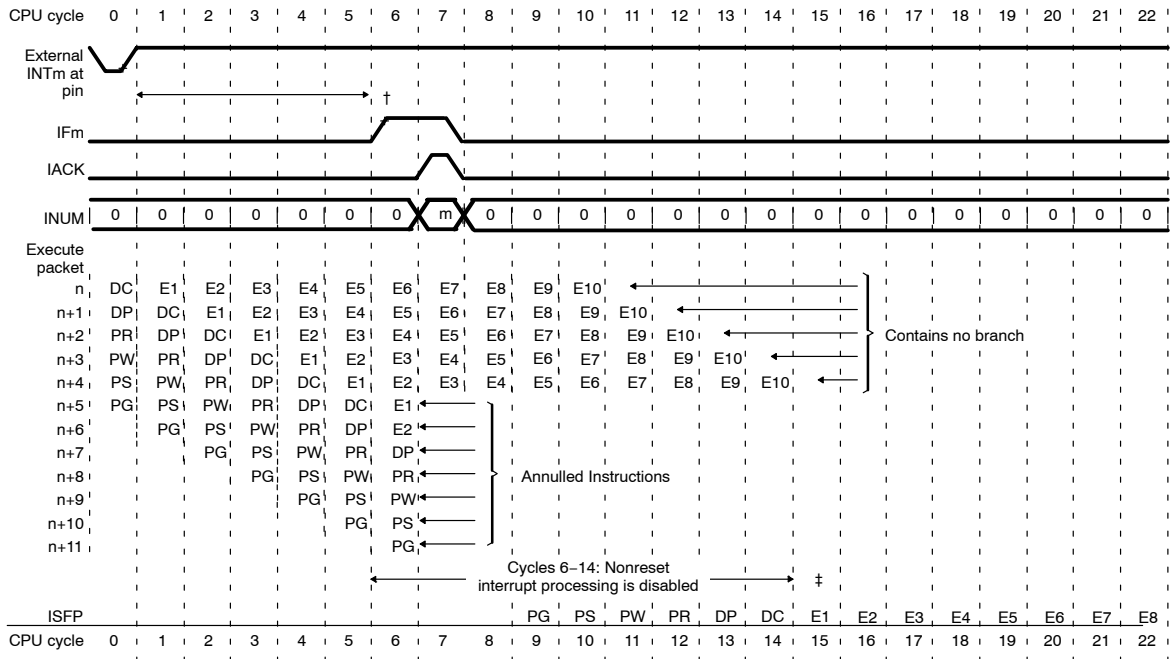 CPU cycle 0 1 2 3 4 5 6 7 8 9 10 11 12 13 14 15 16 17 18 19 20 21 22
External
INTm at
pin
†
IFm
IACK
INUM 0 0 0 0 0 0 0 m 0 0 0 0 0 0 0 0 0 0 0 0 0 0 0
Execute
packet
n DC E1 E2 E3 E4 E5 E6 E7 E8 E9 E10
n+1 DP DC E1 E2 E3 E4 E5 E6 E7 E8 E9 E10
n+2 PR DP DC E1 E2 E3 E4 E5 E6 E7 E8 E9 E10 Contains no branch
n+3 PW PR DP DC E1 E2 E3 E4 E5 E6 E7 E8 E9 E10
n+4 PS PW PR DP DC E1 E2 E3 E4 E5 E6 E7 E8 E9 E10
n+5 PG PS PW PR DP DC E1
n+6 PG PS PW PR DP E2
n+7 PG PS PW PR DP
n+8 PG PS PW PR Annulled Instructions
n+9 PG PS PW
n+10 PG PS
n+11 PG
Cycles 6–14: Nonreset
interrupt processing is disabled ‡
ISFP PG PS PW PR DP DC E1 E2 E3 E4 E5 E6 E7 E8
CPU cycle 0 1 2 3 4 5 6 7 8 9 10 11 12 13 14 15 16 17 18 19 20 21 22